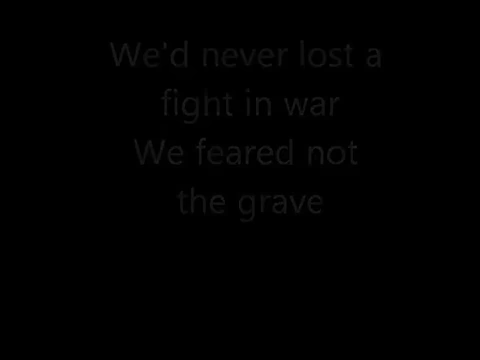 We'd never lost a
fight in war
We feared not
the grave